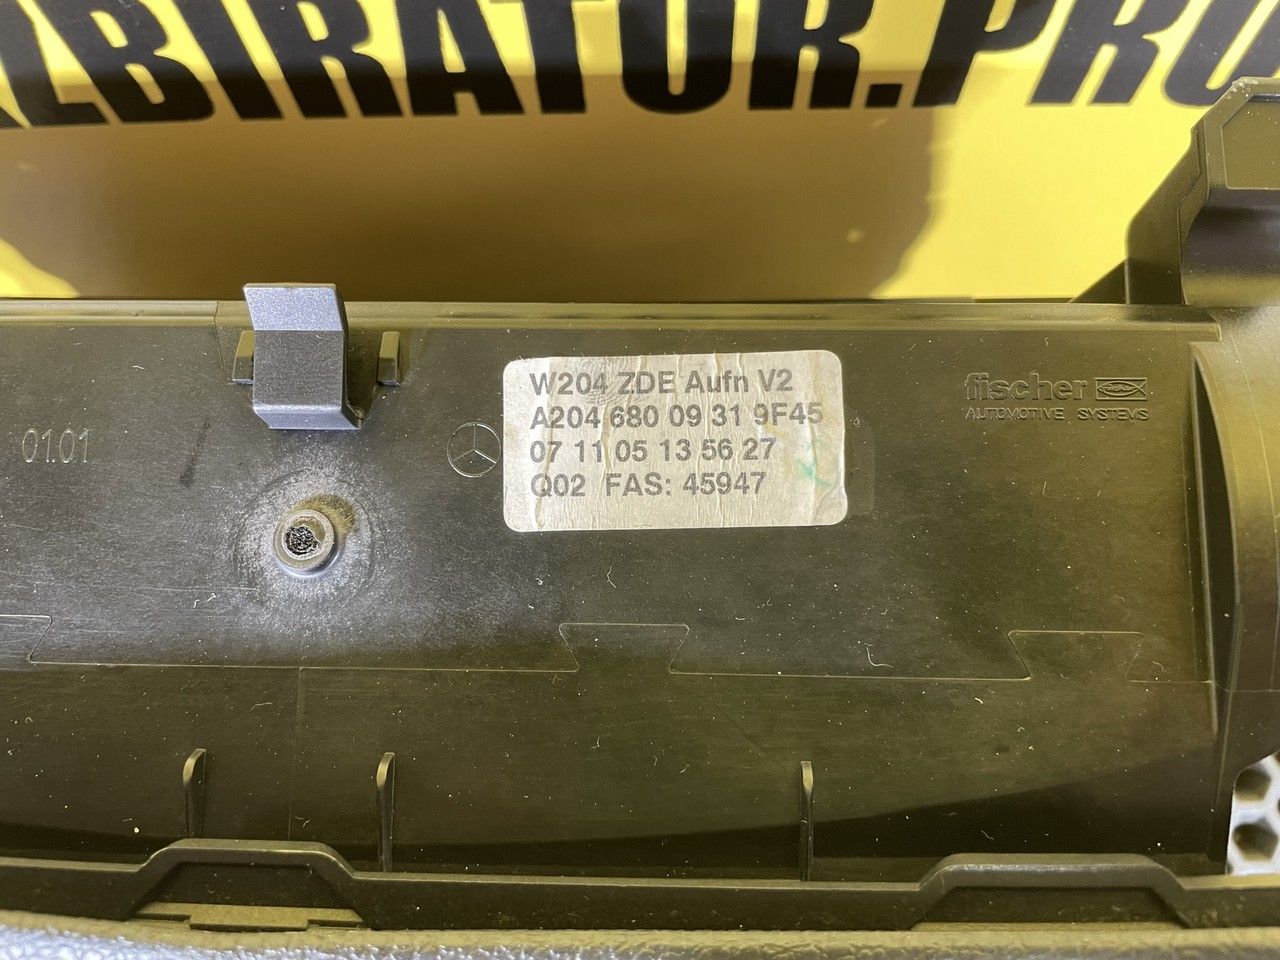 LBIRATOR.PRO
W204 ZDE Aufn V2
A204 680 09 31 9F45
07 11 05 13 56 27
Q02 FAS: 45947
fischer
AUTOMOTIVE SYSTEMS
01.01